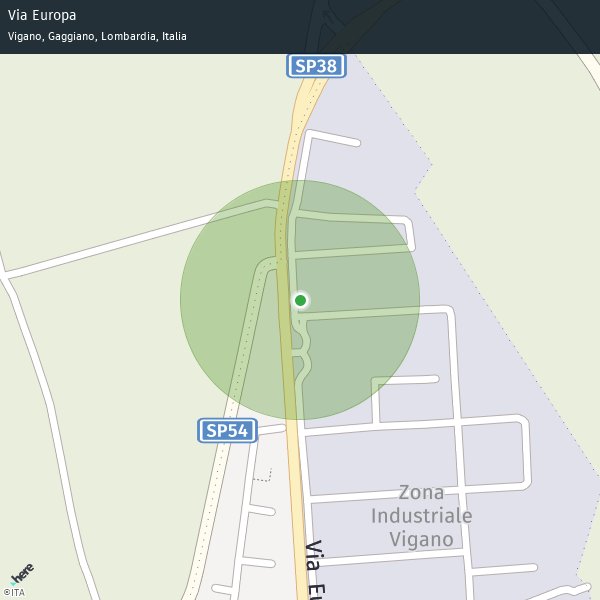 Via Europa
Vigano, Gaggiano, Lombardia, Italia
SP38
SP54
Zona
Industriale
Vigano
Via Eu
here
©ITA